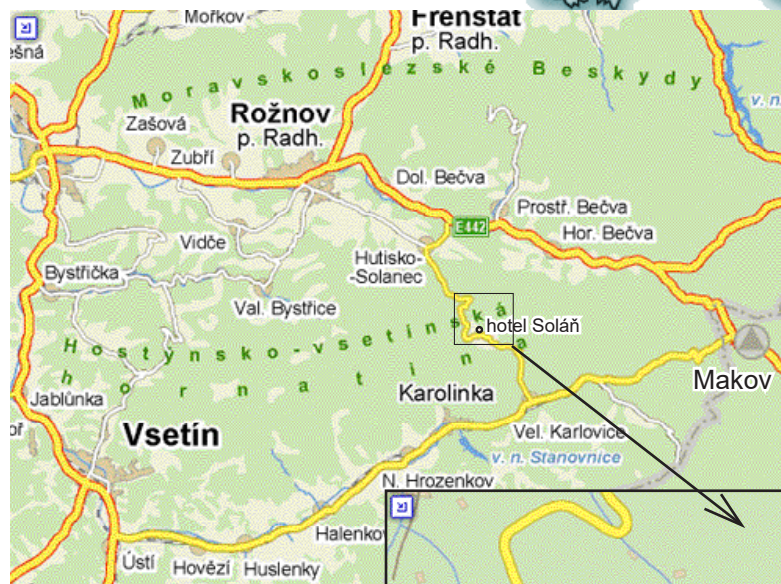 Mořkov
Frenštát
p. Radh.
ešná
Moravskoslezské Beskydy
v. n.
Rožnov
p. Radh.
Zašová
Zubří
Dol. Bečva
Prostř. Bečva
E442
Hor. Bečva
Vidče
Hutisko-
-Solanec
Bystřička
Val. Bystřice
hotel Soláň
Hostýnsko-vsetínská
hornatina
Makov
Karolinka
Jablůnka
Vsetín
Vel. Karlovice
v. n. Stanovnice
N. Hrozenkov
Halenkov
Ústí
Hovězí
Huslenky